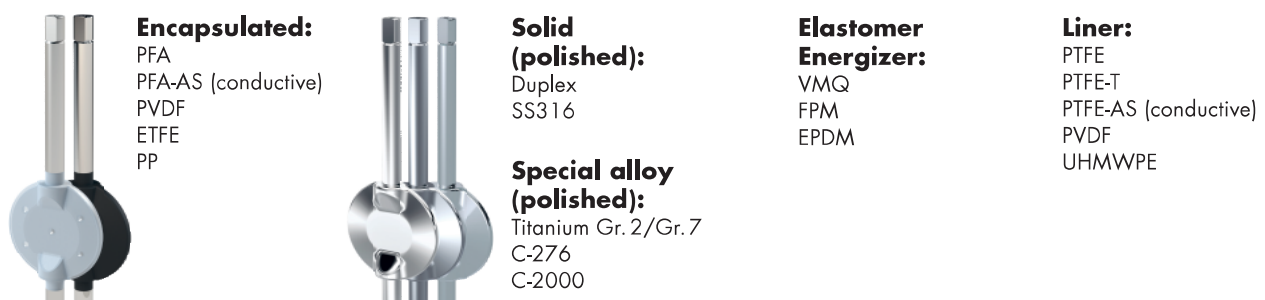 Encapsulated:
PFA
PFA-AS (conductive)
PVDF
ETFE
PP
Solid
(polished):
Duplex
SS316
Special alloy
(polished):
Titanium Gr. 2/Gr. 7
C-276
C-2000
Elastomer
Energizer:
VMQ
FPM
EPDM
Liner:
PTFE
PTFE-T
PTFE-AS (conductive)
PVDF
UHMWPE